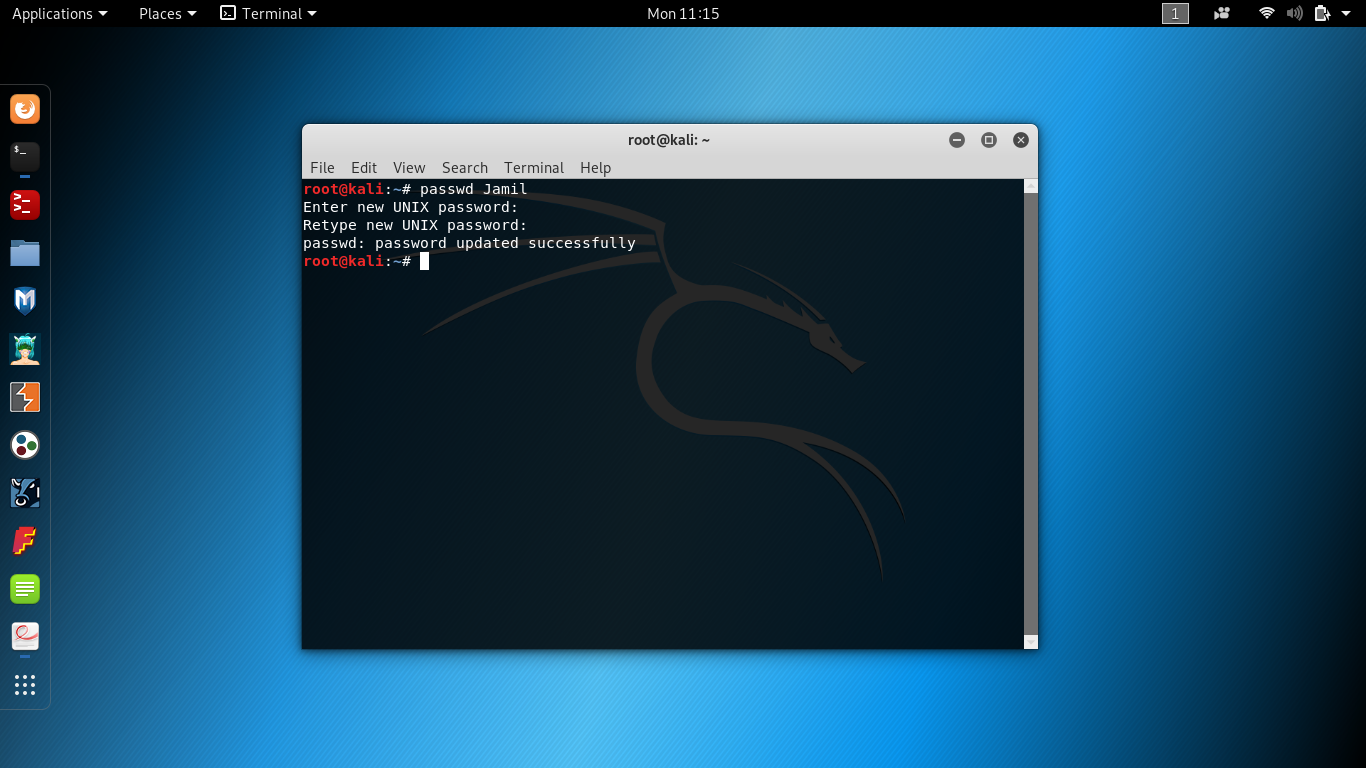 Applications Places Terminal Mon 11:15 1
root@kali: ~
File Edit View Search Terminal Help
root@kali:~# passwd Jamil
Enter new UNIX password:
Retype new UNIX password:
passwd: password updated successfully
root@kali:~#